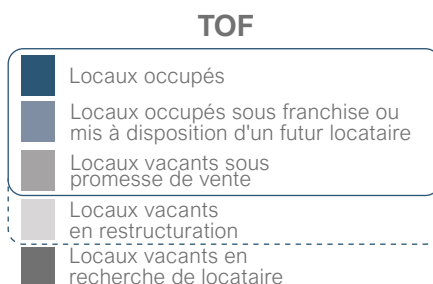 TOF
Locaux occupés
Locaux occupés sous franchise ou
mis à disposition d'un futur locataire
Locaux vacants sous
promesse de vente
Locaux vacants
en restructuration
Locaux vacants en
recherche de locataire